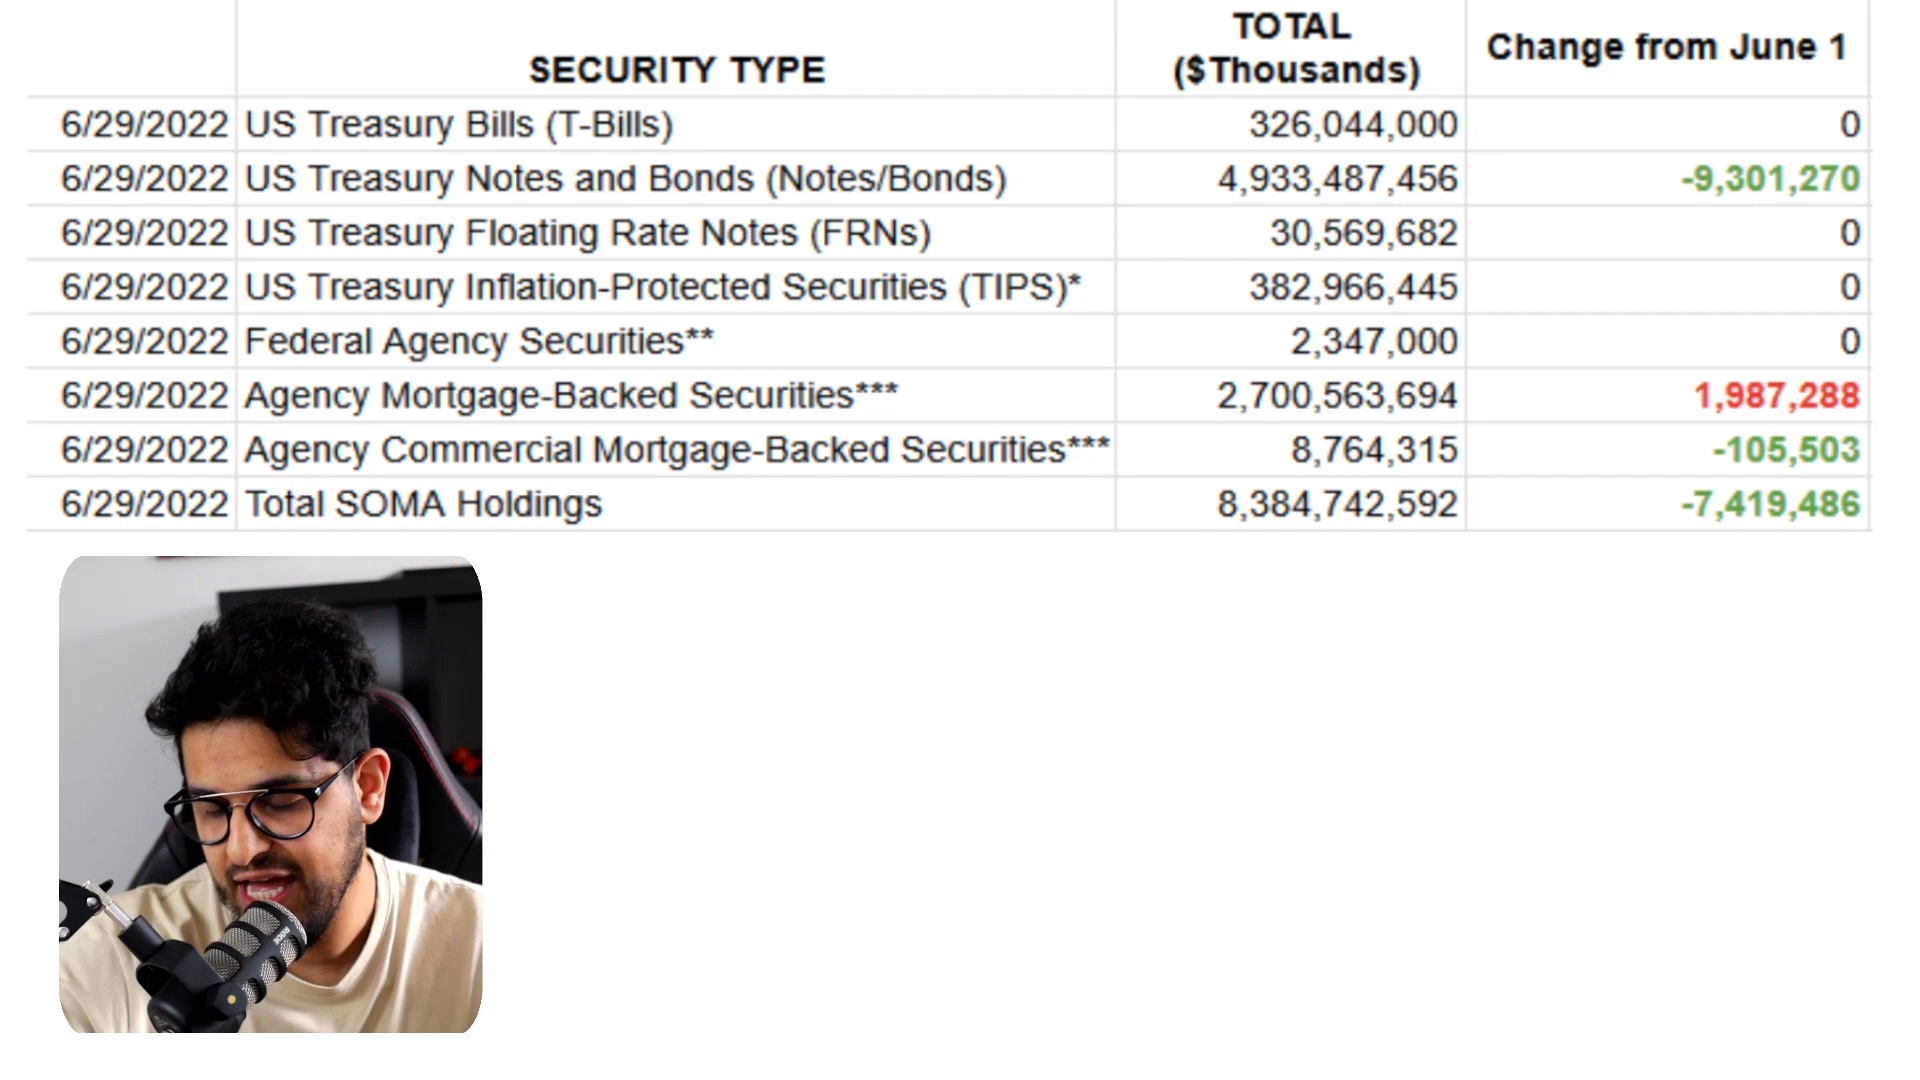 TOTAL
SECURITY TYPE ($Thousands) Change from June 1
6/29/2022 US Treasury Bills (T-Bills) 326,044,000 0
6/29/2022 US Treasury Notes and Bonds (Notes/Bonds) 4,933,487,456 -9,301,270
6/29/2022 US Treasury Floating Rate Notes (FRNs) 30,569,682 0
6/29/2022 US Treasury Inflation-Protected Securities (TIPS)* 382,966,445 0
6/29/2022 Federal Agency Securities** 2,347,000 0
6/29/2022 Agency Mortgage-Backed Securities*** 2,700,563,694 1,987,288
6/29/2022 Agency Commercial Mortgage-Backed Securities*** 8,764,315 -105,503
6/29/2022 Total SOMA Holdings 8,384,742,592 -7,419,486
RODE